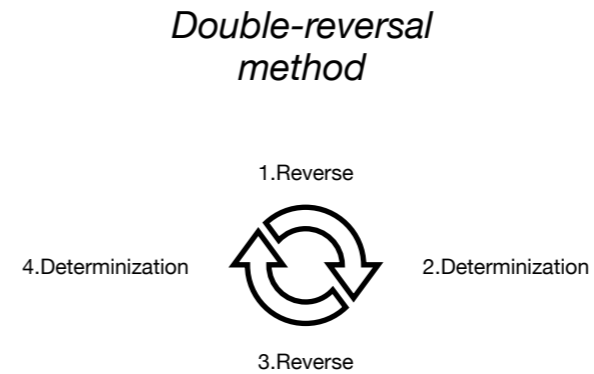 Double-reversal
method
1.Reverse
4.Determinization
2.Determinization
3.Reverse